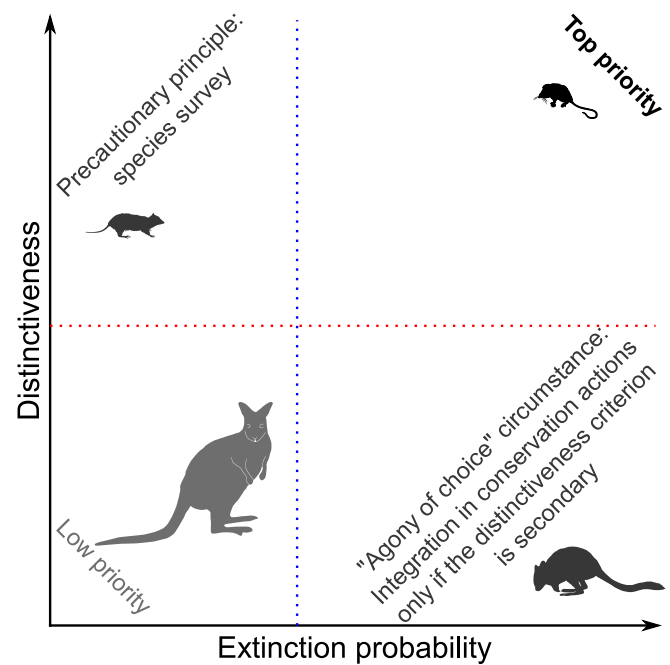 Precautionary principle:
species survey
Top priority
Distinctiveness
"Agony of choice" circumstance:
Integration in conservation actions
only if the distinctiveness criterion
is secondary
Low priority
Extinction probability